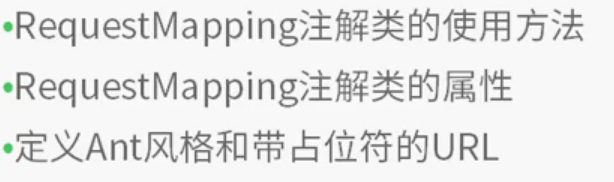 •RequestMapping注解类的使用方法
•RequestMapping注解类的属性
•定义Ant风格和带占位符的URL